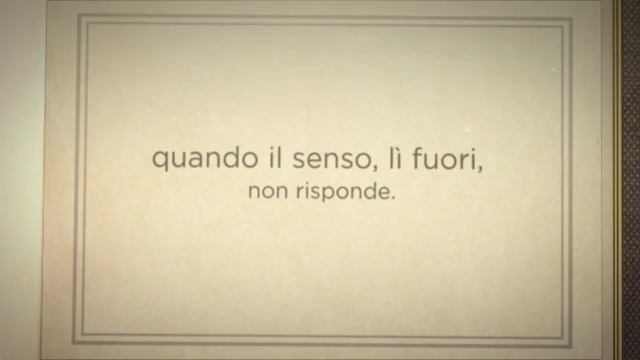 quando il senso, lì fuori,
non risponde.